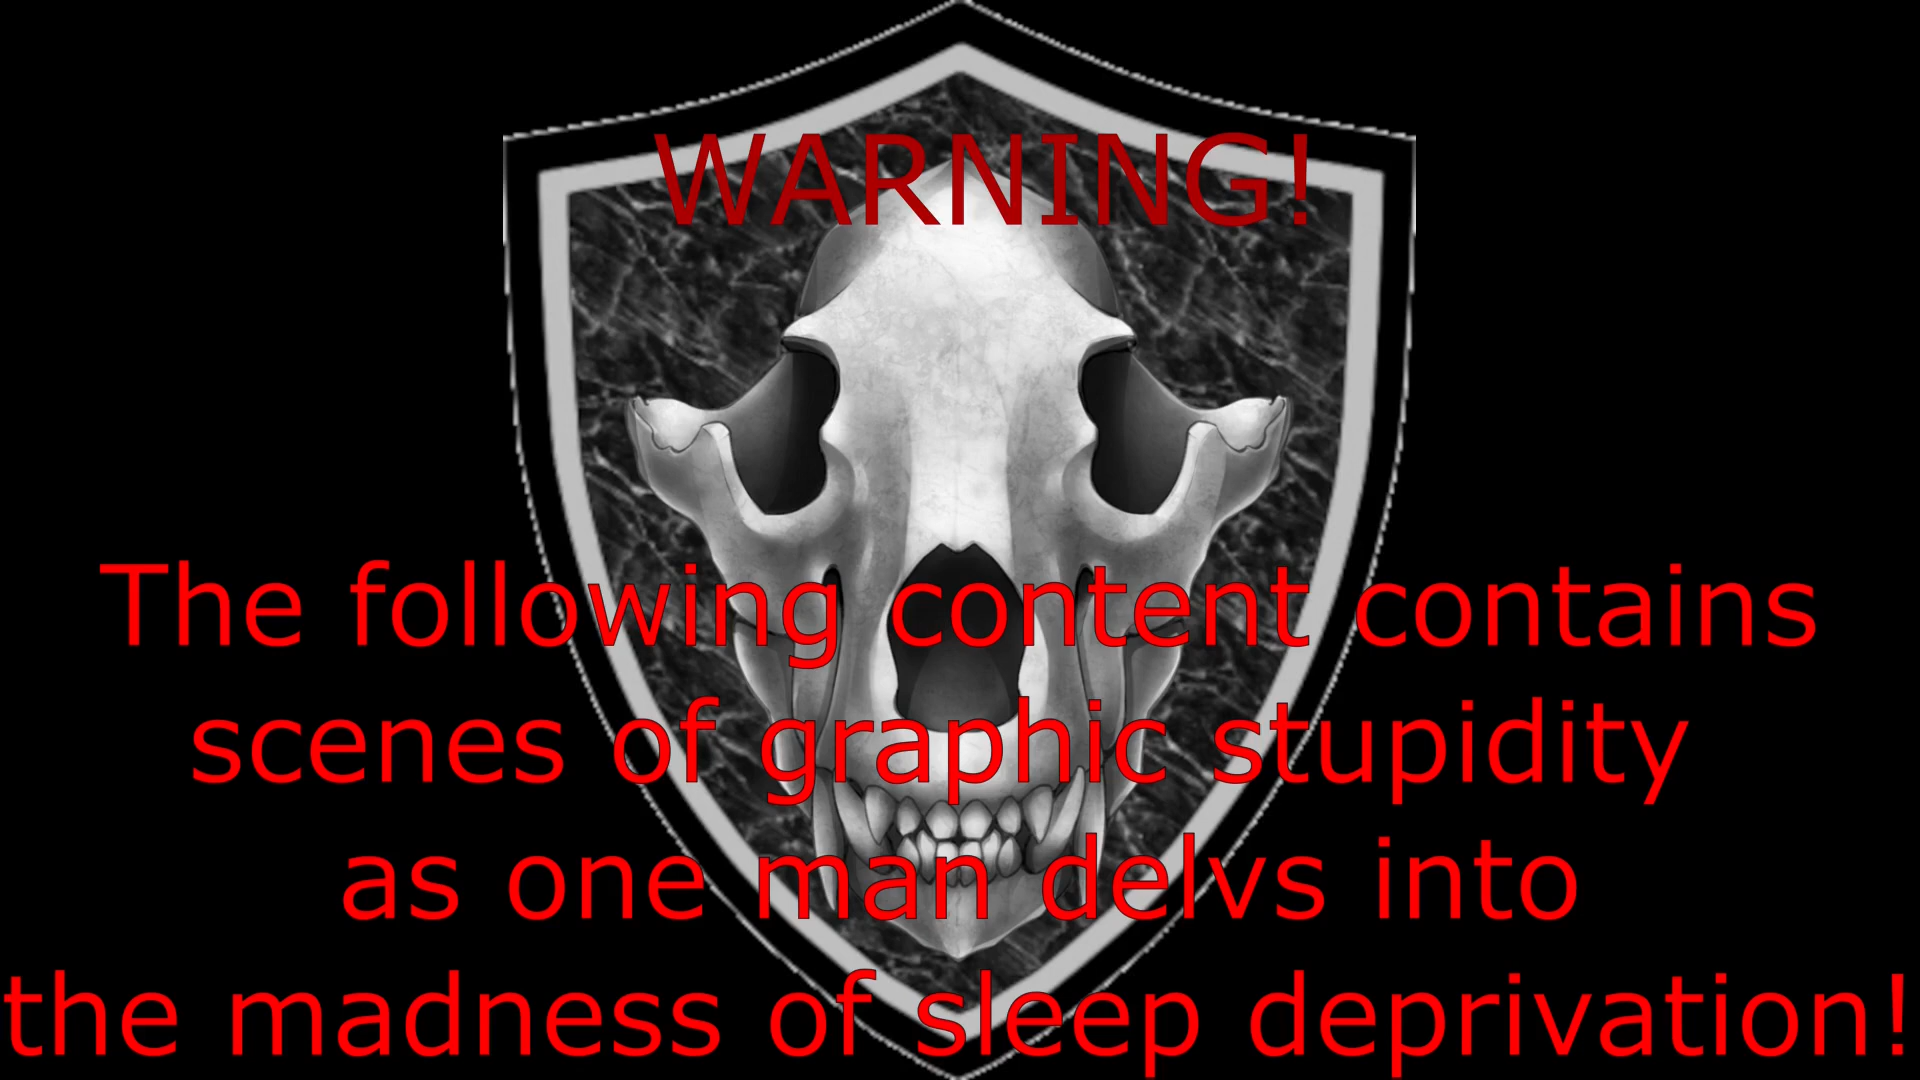 WARNING!
The following content contains
scenes of graphic stupidity
as one man delvs into
the madness of sleep deprivation!